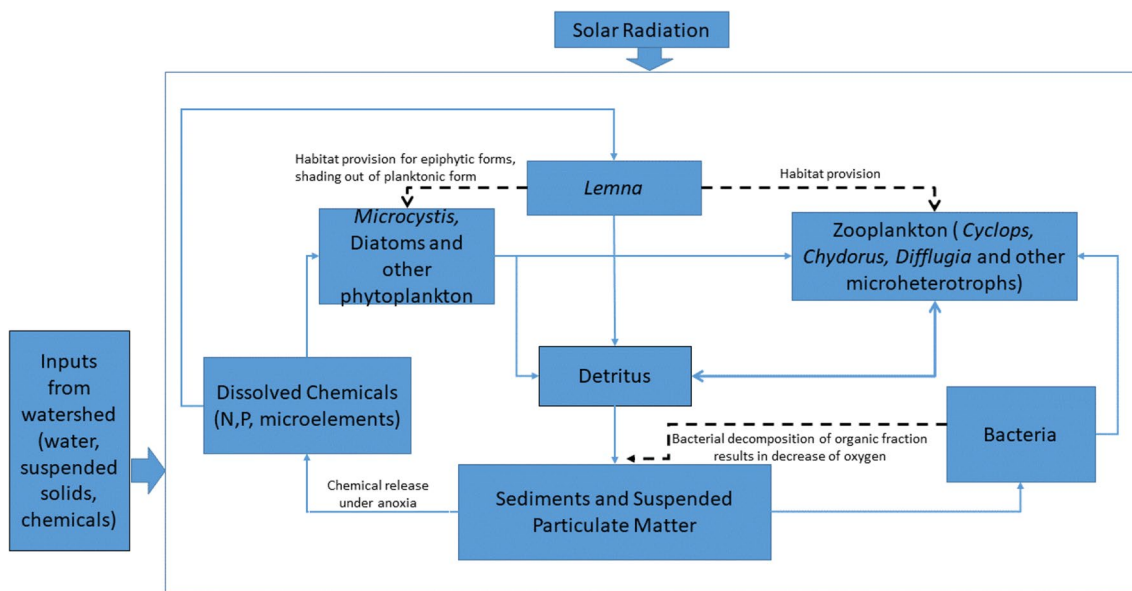 Solar Radiation
Habitat provision for epiphytic forms,
shading out of planktonic form
Lemna
Habitat provision
Microcystis,
Diatoms and
other
phytoplankton
Zooplankton ( Cyclops,
Chydorus, Difflugia and other
microheterotrophs)
Inputs
from
watershed
(water,
suspended
solids,
chemicals)
Dissolved Chemicals
(N,P, microelements)
Detritus
Bacteria
Bacterial decomposition of organic fraction
results in decrease of oxygen
Chemical release
under anoxia
Sediments and Suspended
Particulate Matter